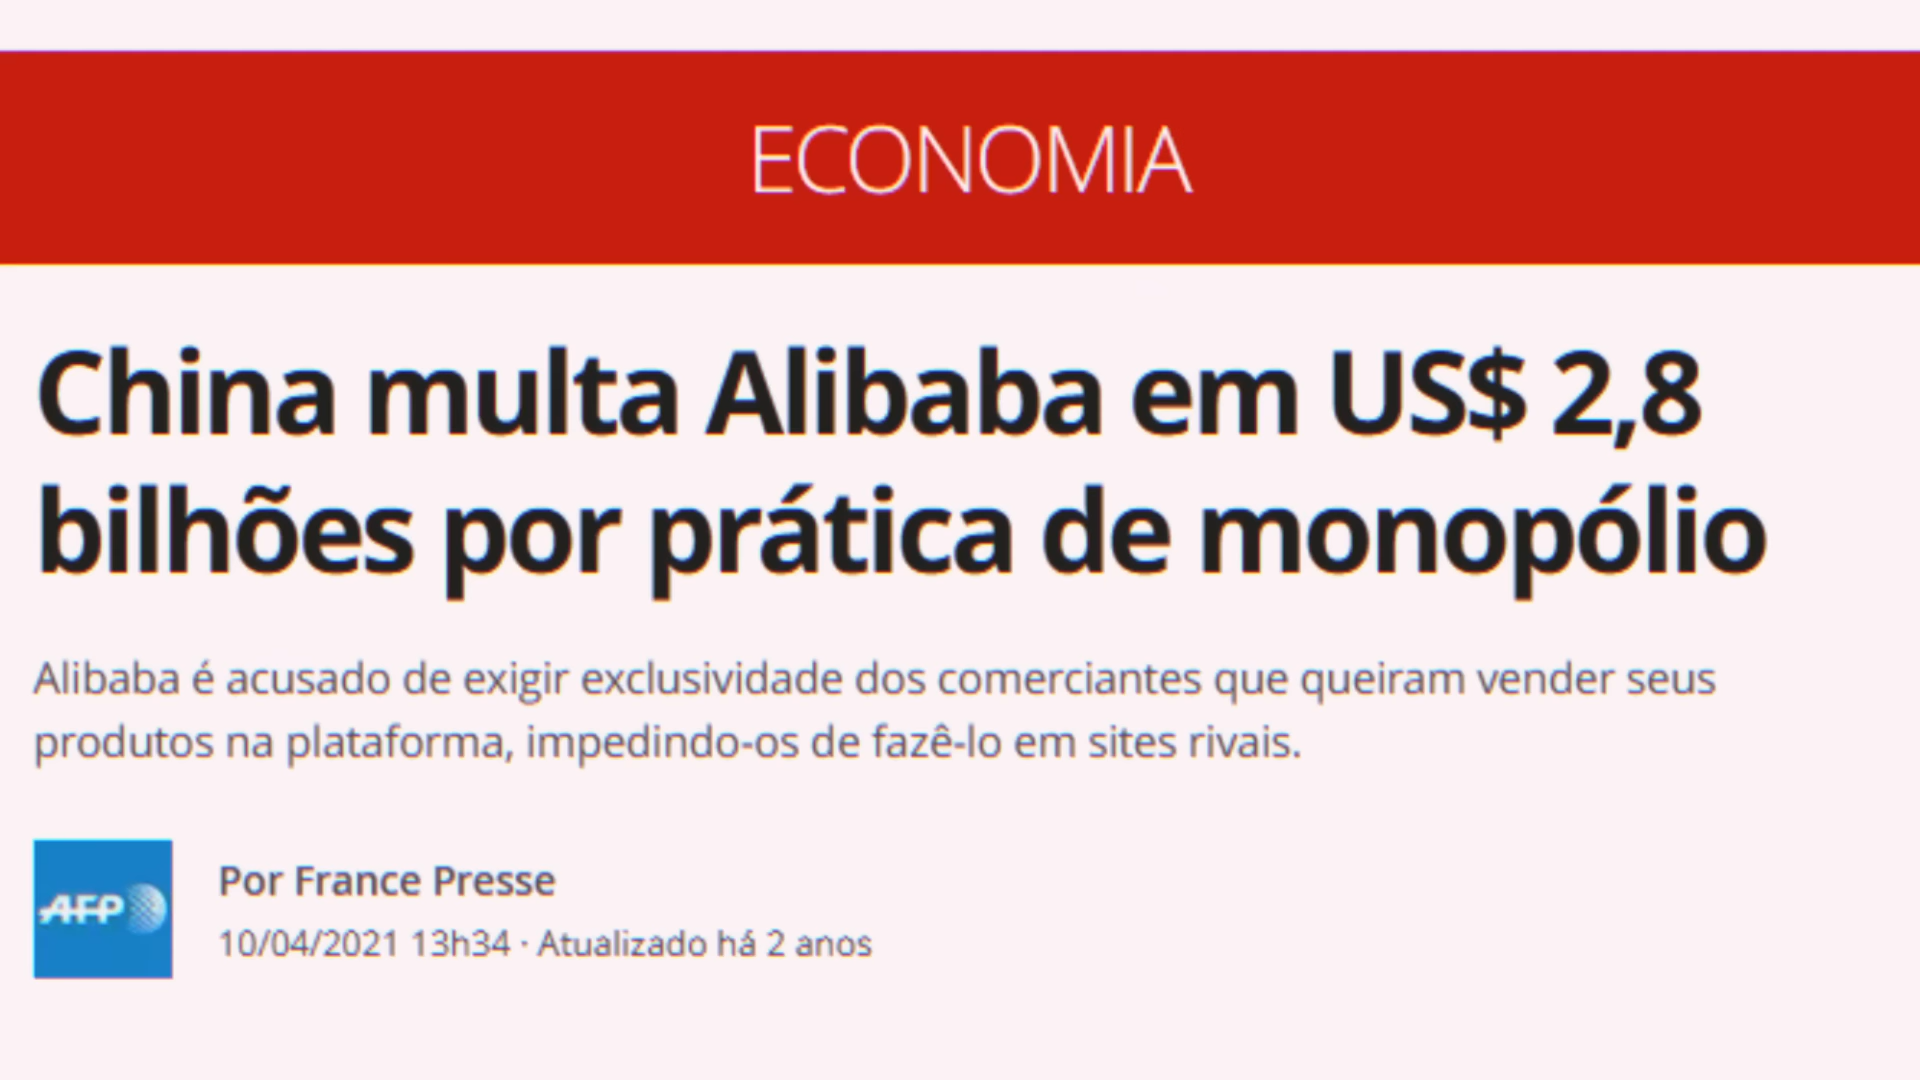 ECONOMIA
China multa Alibaba em US$ 2,8
bilhões por prática de monopólio
Alibaba é acusado de exigir exclusividade dos comerciantes que queiram vender seus
produtos na plataforma, impedindo-os de fazê-lo em sites rivais.
AFP
Por France Presse
10/04/2021 13h34 · Atualizado há 2 anos